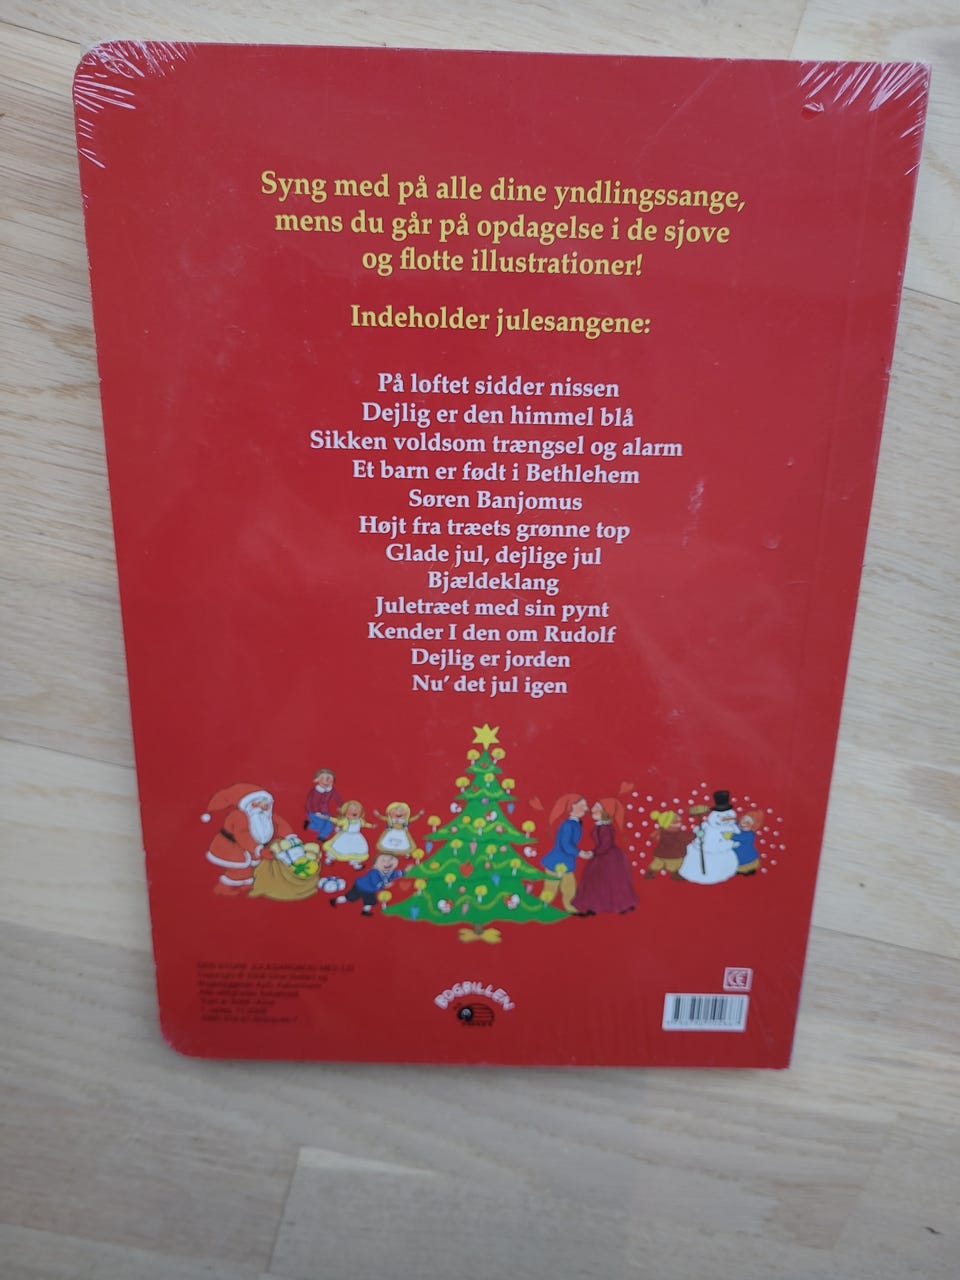 Syng med på alle dine yndlingssange,
mens du går på opdagelse i de sjove
og flotte illustrationer!
Indeholder julesangene:
På loftet sidder nissen
Dejlig er den himmel blå
Sikken voldsom trængsel og alarm
Et barn er født i Bethlehem
Søren Banjomus
Højt fra træets grønne top
Glade jul, dejlige jul
Bjældeklang
Juletræet med sin pynt
Kender I den om Rudolf
Dejlig er jorden
Nu' det jul igen
BOGBILLEN
CE